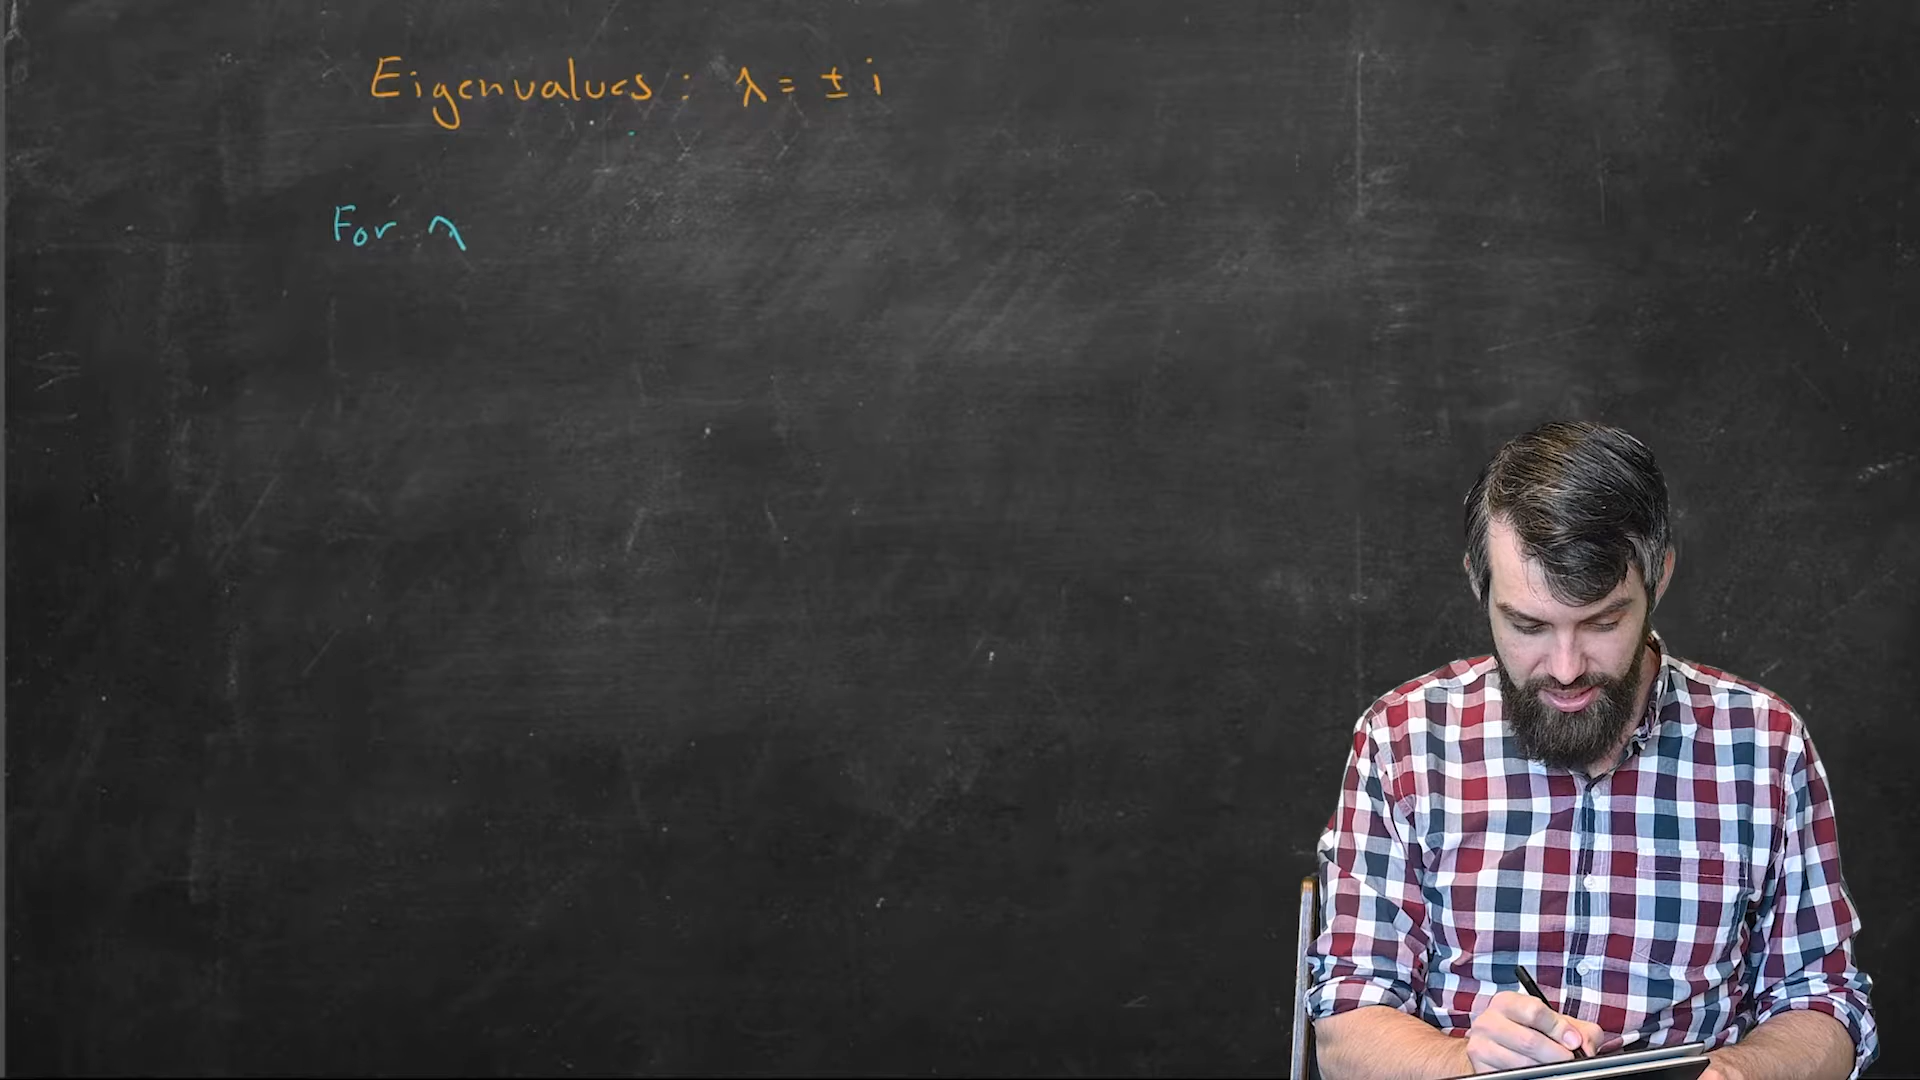 Eigenvalues: λ = ± i
For λ